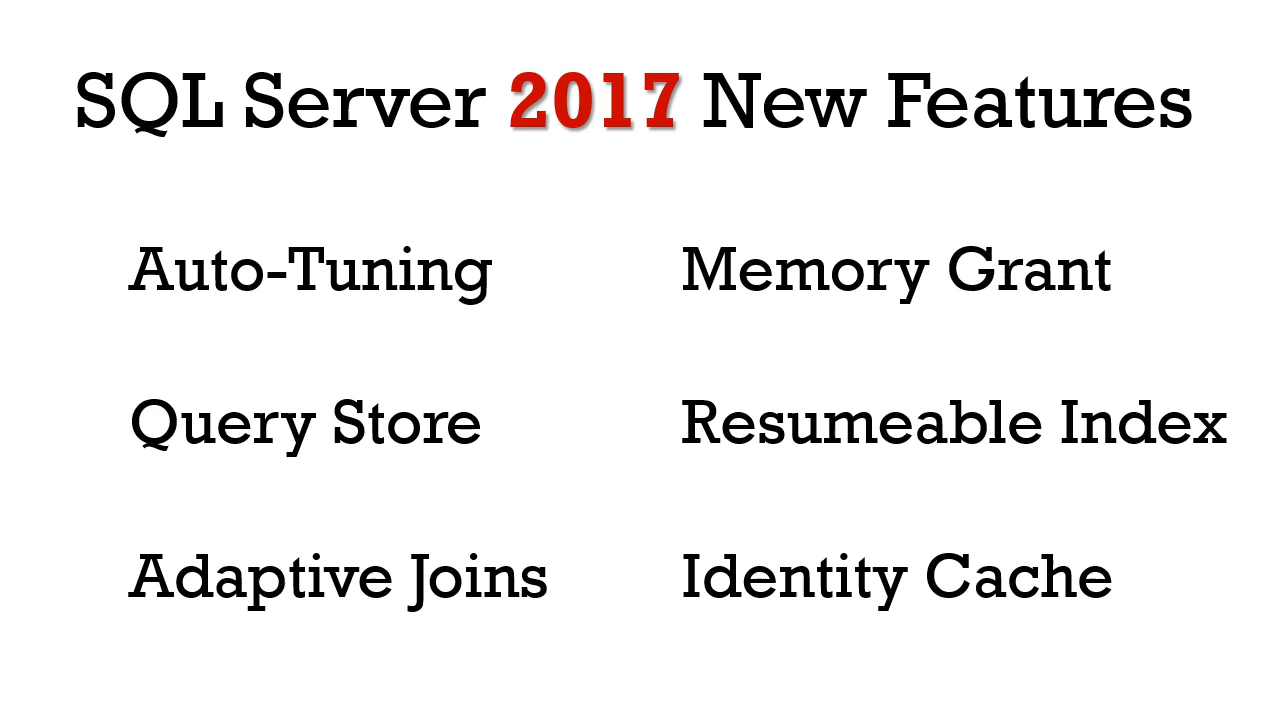 SQL Server 2017 New Features
Auto-Tuning
Memory Grant
Query Store
Resumeable Index
Adaptive Joins
Identity Cache